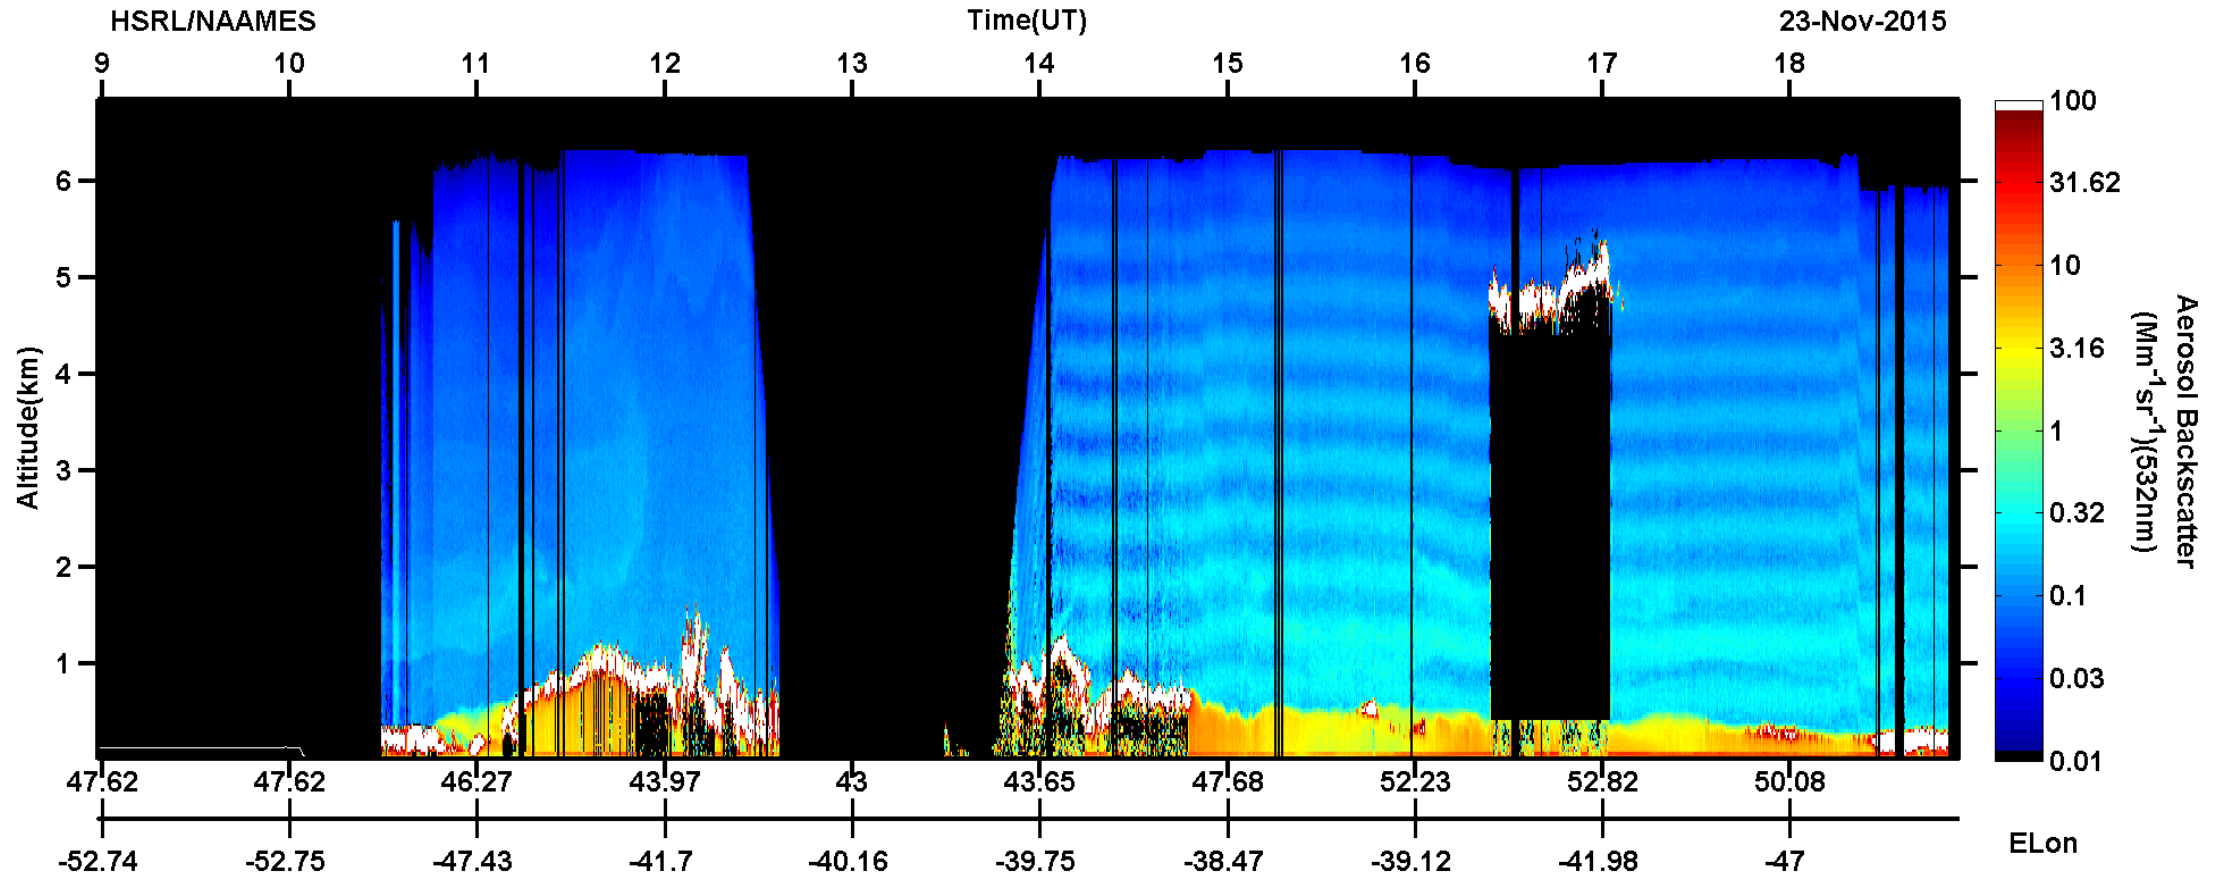 HSRL/NAAMES Time(UT) 23-Nov-2015
9 10 11 12 13 14 15 16 17 18
Altitude(km)
6
5
4
3
2
1
100
31.62
10
3.16
1
0.32
0.1
0.03
0.01
Aerosol Backscatter
(Mm⁻¹sr⁻¹)(532nm)
47.62 47.62 46.27 43.97 43 43.65 47.68 52.23 52.82 50.08
-52.74 -52.75 -47.43 -41.7 -40.16 -39.75 -38.47 -39.12 -41.98 -47
ELon